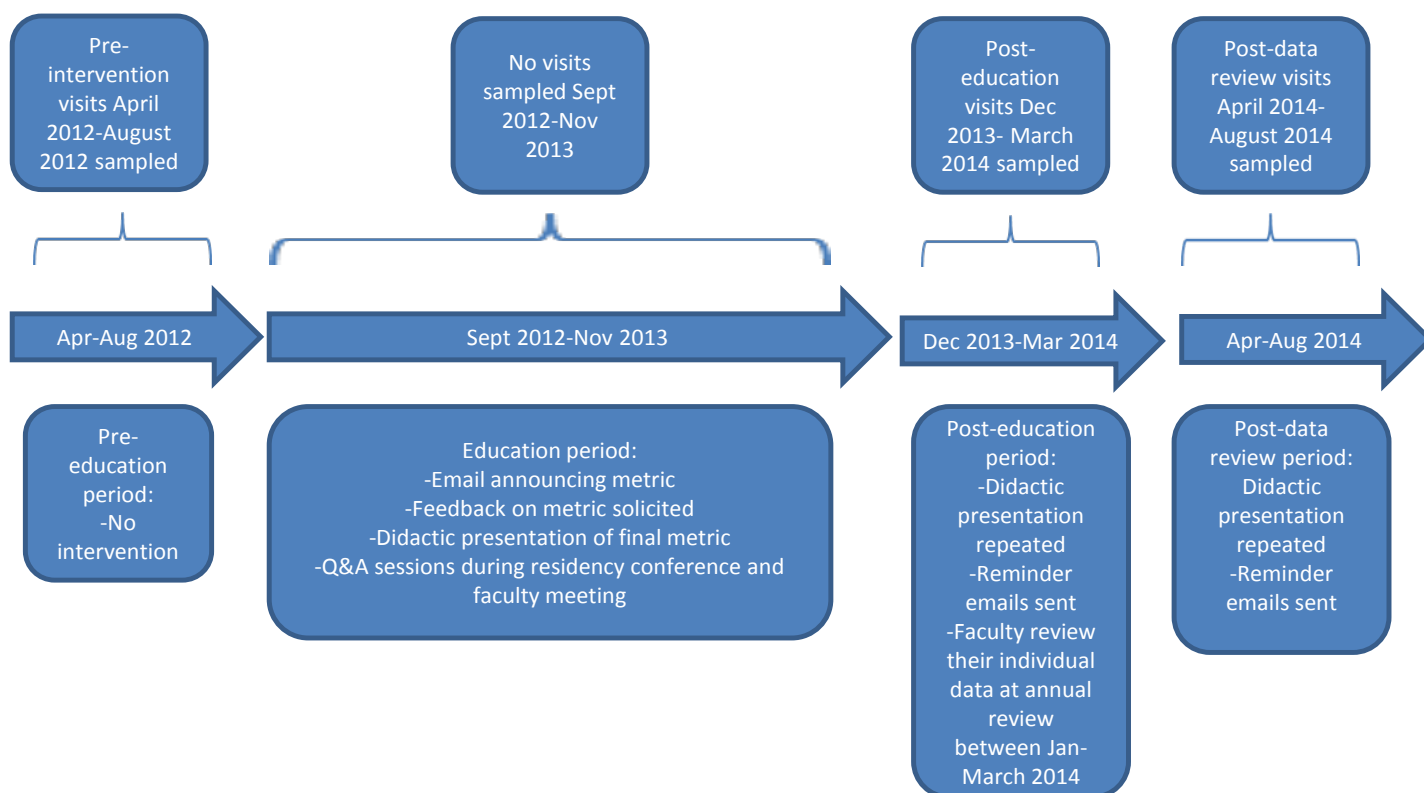 Pre-
intervention
visits April
2012-August
2012 sampled
No visits
sampled Sept
2012-Nov
2013
Post-
education
visits Dec
2013- March
2014 sampled
Post-data
review visits
April 2014-
August 2014
sampled
Apr-Aug 2012
Sept 2012-Nov 2013
Dec 2013-Mar 2014
Apr-Aug 2014
Pre-
education
period:
-No
intervention
Education period:
-Email announcing metric
-Feedback on metric solicited
-Didactic presentation of final metric
-Q&A sessions during residency conference and
faculty meeting
Post-education
period:
-Didactic
presentation
repeated
-Reminder
emails sent
-Faculty review
their individual
data at annual
review
between Jan-
March 2014
Post-data
review period:
Didactic
presentation
repeated
-Reminder
emails sent